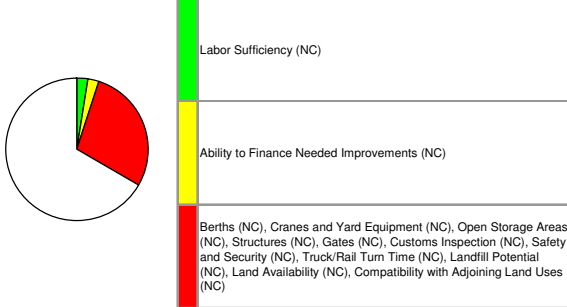 Labor Sufficiency (NC)
Ability to Finance Needed Improvements (NC)
Berths (NC), Cranes and Yard Equipment (NC), Open Storage Areas
(NC), Structures (NC), Gates (NC), Customs Inspection (NC), Safety
and Security (NC), Truck/Rail Turn Time (NC), Landfill Potential
(NC), Land Availability (NC), Compatibility with Adjoining Land Uses
(NC)